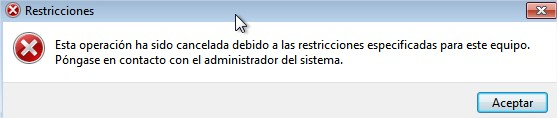 Restricciones
Esta operación ha sido cancelada debido a las restricciones especificadas para este equipo.
Póngase en contacto con el administrador del sistema.
Aceptar